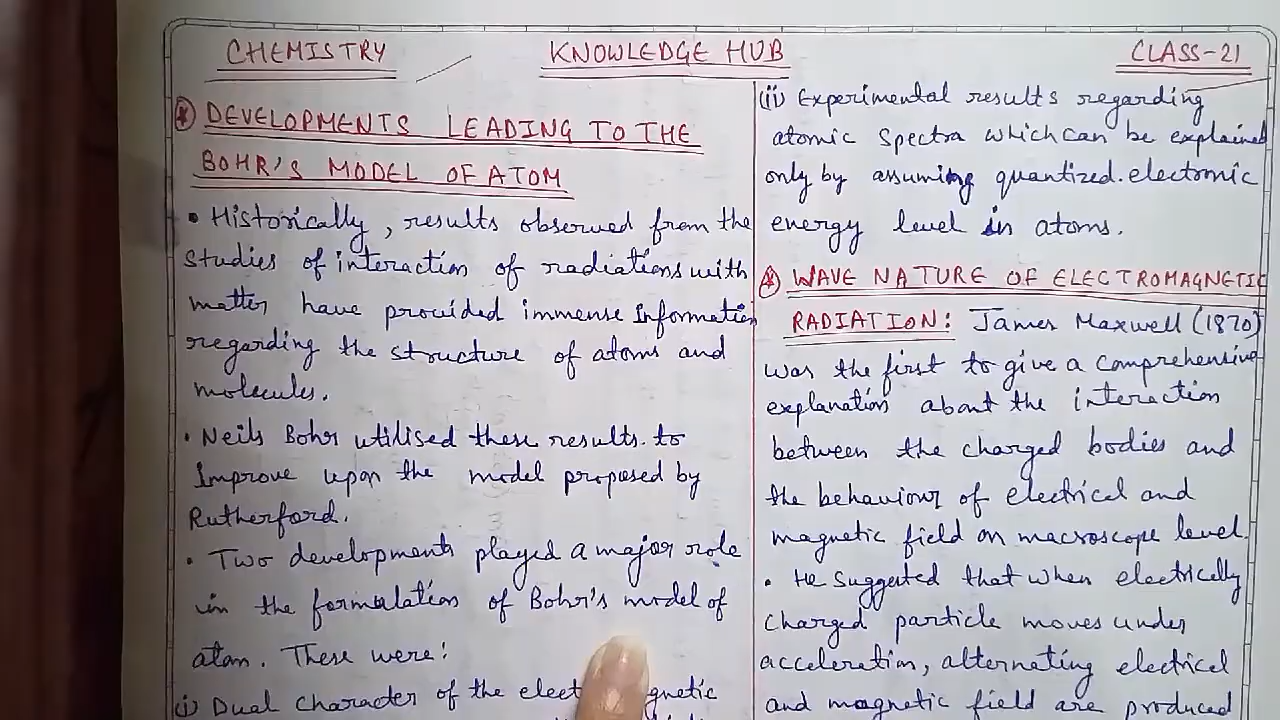 CHEMISTRY
KNOWLEDGE HUB
CLASS-21
DEVELOPMENTS LEADING TO THE
BOHR'S MODEL OF ATOM
• Historically, results observed from the
studies of interaction of radiations with
matter have provided immense information
regarding the structure of atoms and
molecules.
• Neils Bohr utilised these results. to
Improve upon the model proposed by
Rutherford.
• Two developments played a major role
in the formulation of Bohr's model of
atom. These were:
(i) Dual character of the elect gnetic
(ii) Experimental results regarding
atomic spectra which can be explained
only by assuming quantized.electronic
energy level in atoms.
WAVE NATURE OF ELECTROMAGNETIC
RADIATION: James Maxwell (1870)
was the first to give a comprehensive
explanation about the interaction
between the charged bodies and
the behaviour of electrical and
magnetic field on macroscope level.
• He suggested that when electrically
charged particle moves under
acceleration, alternating electrical
and magnetic field are produced